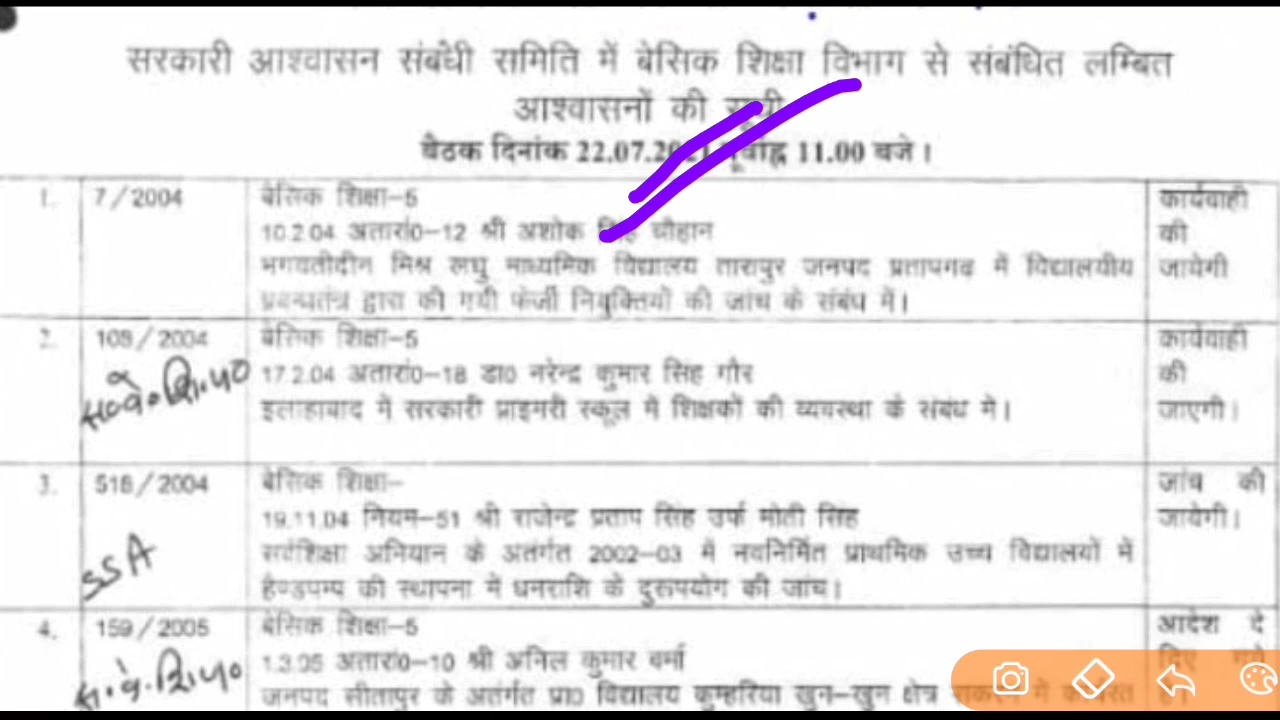 सरकारी आश्वासन संबंधी समिति में बेसिक शिक्षा विभाग से संबंधित लम्बित
आश्वासनों की सूची
बैठक दिनांक 22.07.2021 पूर्वाह्न 11.00 बजे।
1. 7/2004 बेसिक शिक्षा-5 कार्यवाही
10.2.04 अतारां0-12 श्री अशोक सिंह चौहान की
भगवतीदीन मिश्र लघु माध्यमिक विद्यालय तारापुर जनपद प्रतापगढ़ में विद्यालयीय जायेगी
प्रबन्धतंत्र द्वारा की गयी फर्जी नियुक्तियों की जांच के संबंध में।
2. 109/2004 बेसिक शिक्षा-5 कार्यवाही
17.2.04 अतारां0-18 डा0 नरेन्द्र कुमार सिंह गौर की
इलाहाबाद में सरकारी प्राइमरी स्कूल में शिक्षकों की व्यवस्था के संबंध में। जाएगी।
3. 518/2004 बेसिक शिक्षा- जांच की
19.11.04 नियम-51 श्री राजेन्द्र प्रताप सिंह उर्फ मोती सिंह जायेगी।
SSA सर्वशिक्षा अभियान के अंतर्गत 2002-03 में नवनिर्मित प्राथमिक उच्च विद्यालयों में
हैण्डपम्प की स्थापना में धनराशि के दुरूपयोग की जांच।
4. 159/2005 बेसिक शिक्षा-5 आदेश दे
1.3.05 अतारां0-10 श्री अनिल कुमार वर्मा दिए गये
जनपद सीतापुर के अंतर्गत प्रा0 विद्यालय कुम्हरिया खुन-खुन क्षेत्र में